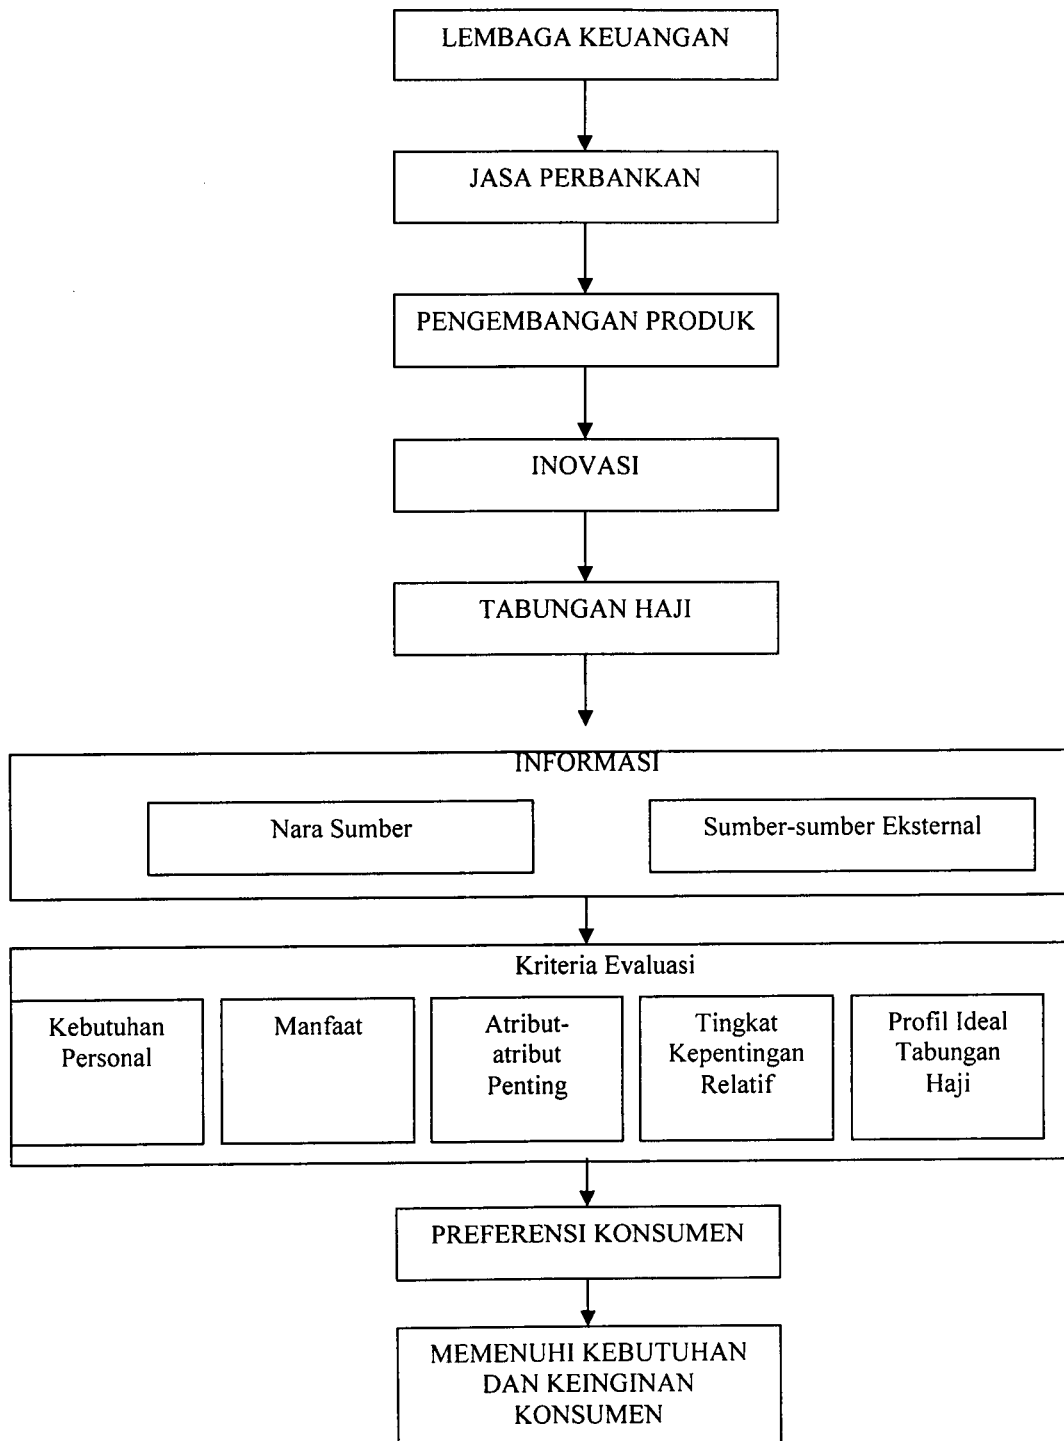 LEMBAGA KEUANGAN
JASA PERBANKAN
PENGEMBANGAN PRODUK
INOVASI
TABUNGAN HAJI
INFORMASI
Nara Sumber
Sumber-sumber Eksternal
Kriteria Evaluasi
Kebutuhan
Personal
Manfaat
Atribut-
atribut
Penting
Tingkat
Kepentingan
Relatif
Profil Ideal
Tabungan
Haji
PREFERENSI KONSUMEN
MEMENUHI KEBUTUHAN
DAN KEINGINAN
KONSUMEN